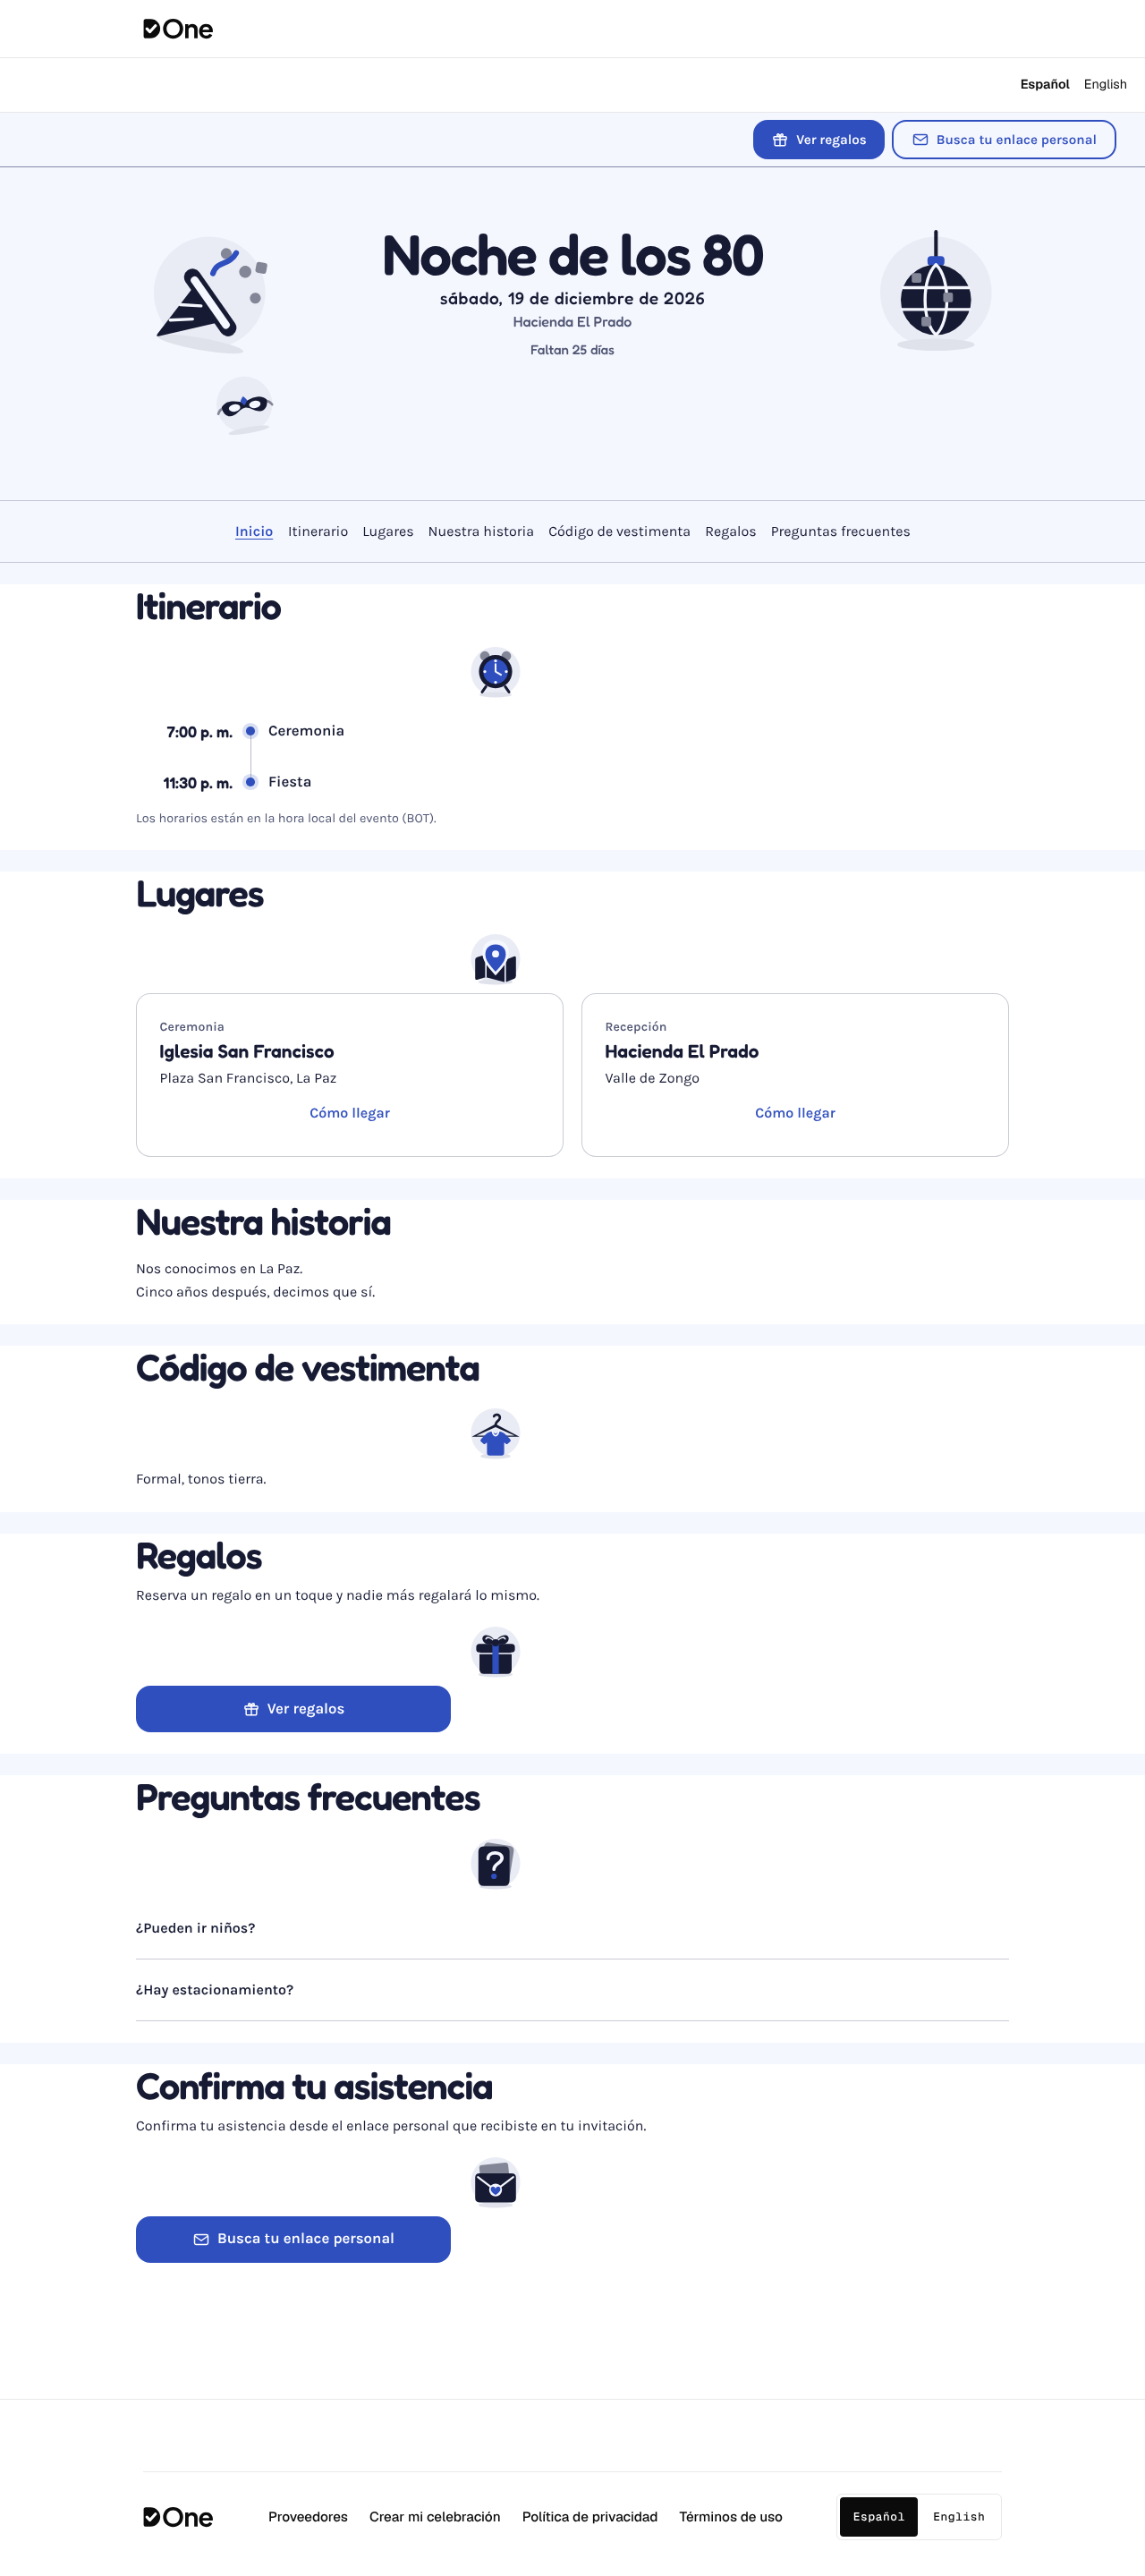 One
Español English
Ver regalos Busca tu enlace personal
Noche de los 80
sábado, 19 de diciembre de 2026
Hacienda El Prado
Faltan 25 días
Inicio Itinerario Lugares Nuestra historia Código de vestimenta Regalos Preguntas frecuentes
Itinerario
7:00 p. m. Ceremonia
11:30 p. m. Fiesta
Los horarios están en la hora local del evento (BOT).
Lugares
Ceremonia
Iglesia San Francisco
Plaza San Francisco, La Paz
Cómo llegar
Recepción
Hacienda El Prado
Valle de Zongo
Cómo llegar
Nuestra historia
Nos conocimos en La Paz.
Cinco años después, decimos que sí.
Código de vestimenta
Formal, tonos tierra.
Regalos
Reserva un regalo en un toque y nadie más regalará lo mismo.
Ver regalos
Preguntas frecuentes
?
¿Pueden ir niños?
¿Hay estacionamiento?
Confirma tu asistencia
Confirma tu asistencia desde el enlace personal que recibiste en tu invitación.
Busca tu enlace personal
One Proveedores Crear mi celebración Política de privacidad Términos de uso Español English